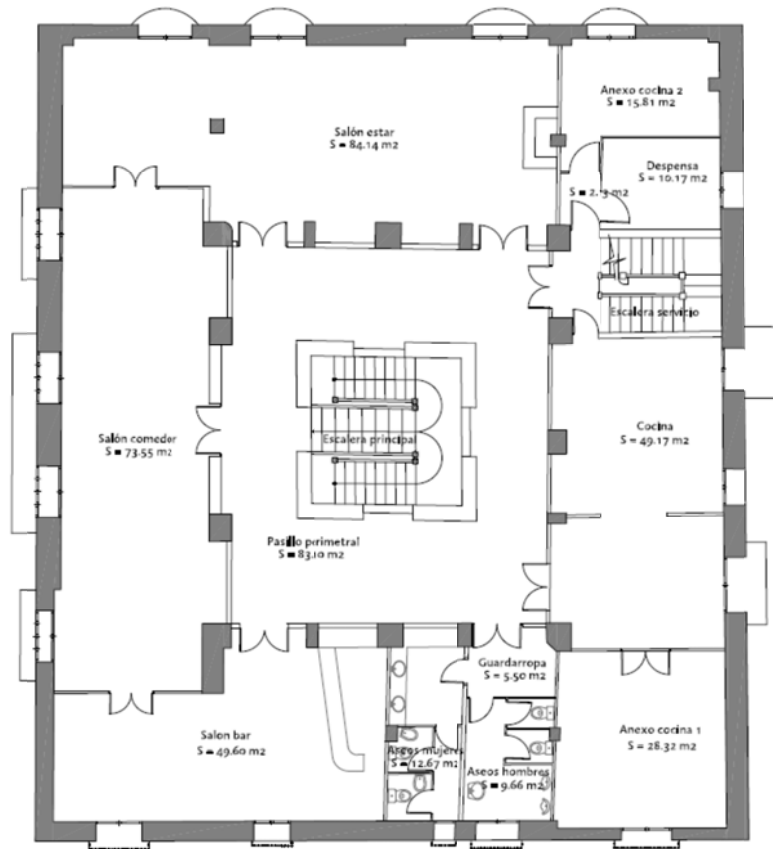 Anexo cocina 2
S = 15.81 m2
Salón estar
S = 84.14 m2
Despensa
S = 10.17 m2
S = 2.13 m2
Escalera servicio
Escalera principal
Salón comedor
S = 73.55 m2
Cocina
S = 49.17 m2
Pasillo perimetral
S = 83.10 m2
Guardarropa
S = 5.50 m2
Salon bar
S = 49.60 m2
Aseos mujeres
S = 12.67 m2
Aseos hombres
S = 9.66 m2
Anexo cocina 1
S = 28.32 m2